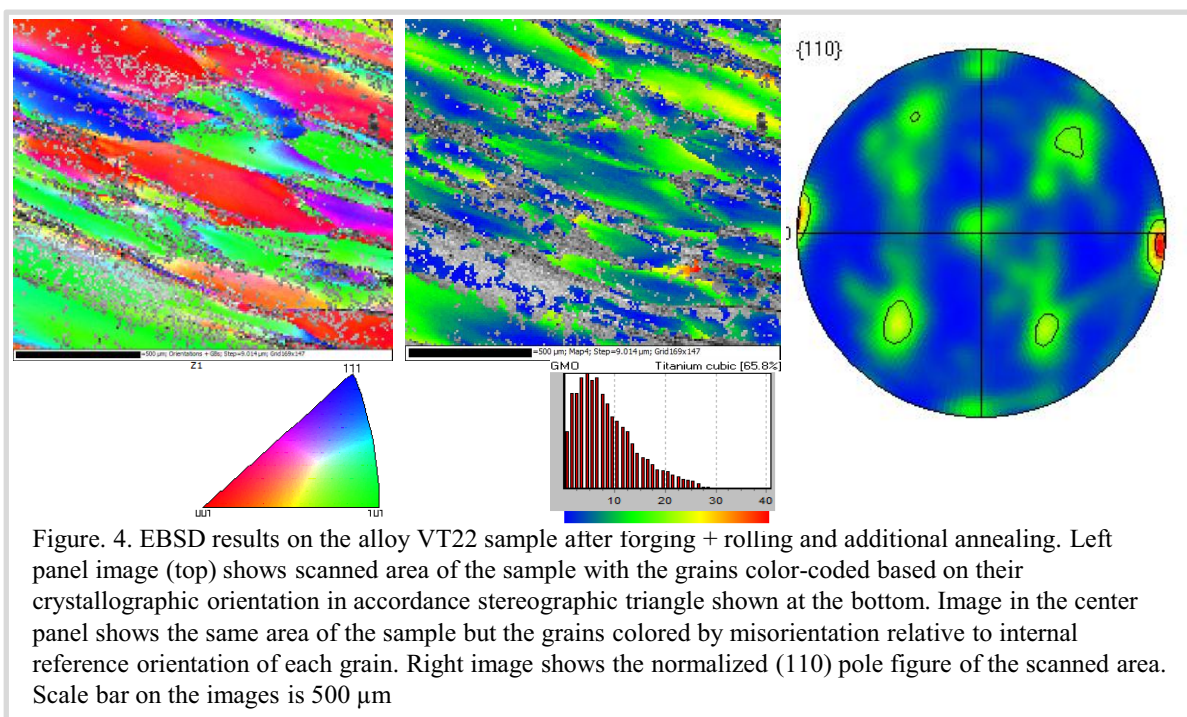 {110}
0
=500 µm; Orientations + GBs; Step=9.014 µm; Grid169x147
=500 µm; Map4; Step=9.014 µm; Grid169x147
Z1
111
001
101
GMO Titanium cubic [65.8%]
10 20 30 40
Figure. 4. EBSD results on the alloy VT22 sample after forging + rolling and additional annealing. Left
panel image (top) shows scanned area of the sample with the grains color-coded based on their
crystallographic orientation in accordance stereographic triangle shown at the bottom. Image in the center
panel shows the same area of the sample but the grains colored by misorientation relative to internal
reference orientation of each grain. Right image shows the normalized (110) pole figure of the scanned area.
Scale bar on the images is 500 µm